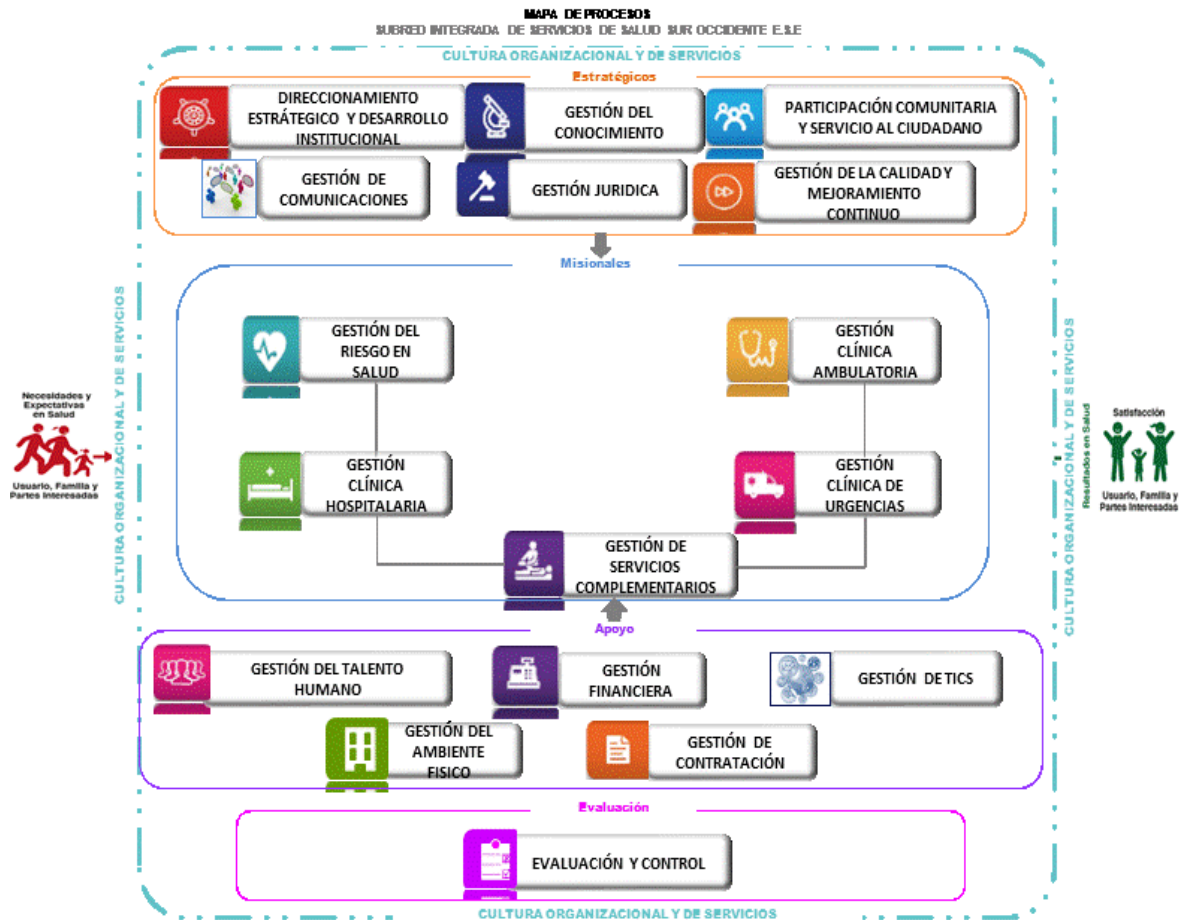 MAPA DE PROCESOS
SUBRED INTEGRADA DE SERVICIOS DE SALUD SUR OCCIDENTE E.S.E
CULTURA ORGANIZACIONAL Y DE SERVICIOS
Estratégicos
DIRECCIONAMIENTO
ESTRÁTEGICO Y DESARROLLO
INSTITUCIONAL
GESTIÓN DEL
CONOCIMIENTO
PARTICIPACIÓN COMUNITARIA
Y SERVICIO AL CIUDADANO
GESTIÓN DE
COMUNICACIONES
GESTIÓN JURIDICA
GESTIÓN DE LA CALIDAD Y
MEJORAMIENTO
CONTINUO
Misionales
GESTIÓN DEL
RIESGO EN
SALUD
GESTIÓN
CLÍNICA
AMBULATORIA
GESTIÓN
CLÍNICA
HOSPITALARIA
GESTIÓN
CLÍNICA DE
URGENCIAS
GESTIÓN DE
SERVICIOS
COMPLEMENTARIOS
CULTURA ORGANIZACIONAL Y DE SERVICIOS
Necesidades y
Expectativas
en Salud
Usuario, Familia y
Partes Interesadas
CULTURA ORGANIZACIONAL Y DE SERVICIOS
Resultados en Salud
Satisfacción
Usuario, Familia y
Partes Interesadas
Apoyo
GESTIÓN DEL TALENTO
HUMANO
GESTIÓN
FINANCIERA
GESTIÓN DE TICS
GESTIÓN DEL
AMBIENTE
FISICO
GESTIÓN DE
CONTRATACIÓN
Evaluación
EVALUACIÓN Y CONTROL
CULTURA ORGANIZACIONAL Y DE SERVICIOS